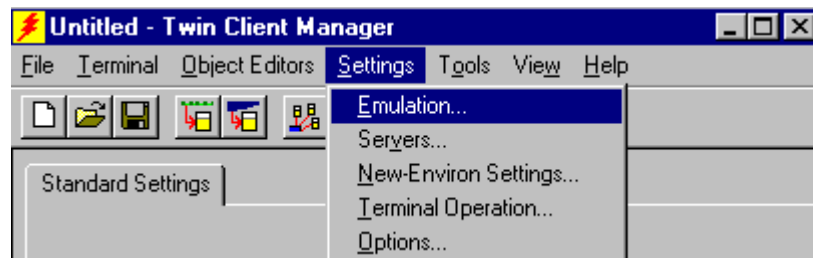 Untitled - Twin Client Manager
File Terminal Object Editors Settings Tools View Help
Emulation...
Servers...
New-Environ Settings...
Terminal Operation...
Options...
Standard Settings